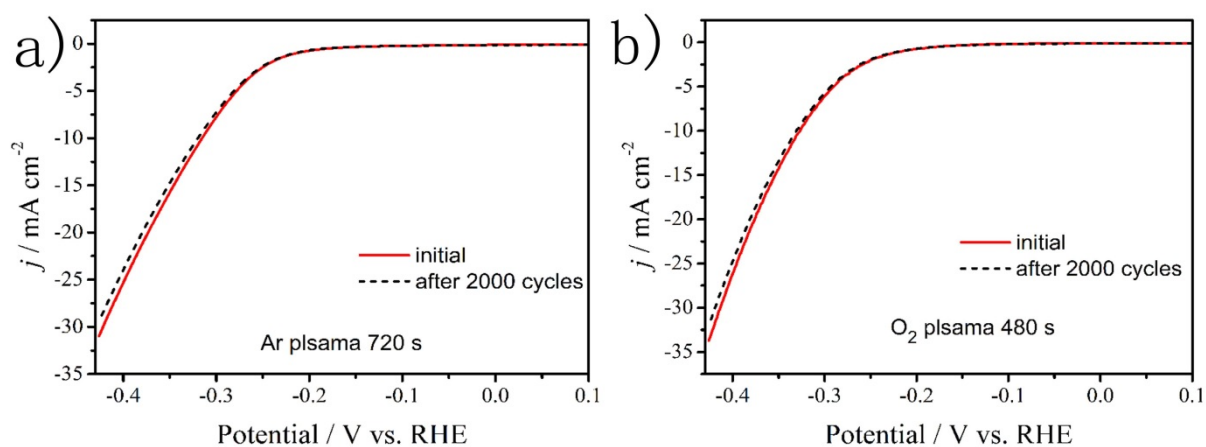 a)
0
-5
-10
-15
-20
-25
-30
-35
j / mA cm⁻²
initial
after 2000 cycles
Ar plsama 720 s
-0.4 -0.3 -0.2 -0.1 0.0 0.1
Potential / V vs. RHE
b)
0
-5
-10
-15
-20
-25
-30
-35
j / mA cm⁻²
initial
after 2000 cycles
O₂ plsama 480 s
-0.4 -0.3 -0.2 -0.1 0.0 0.1
Potential / V vs. RHE